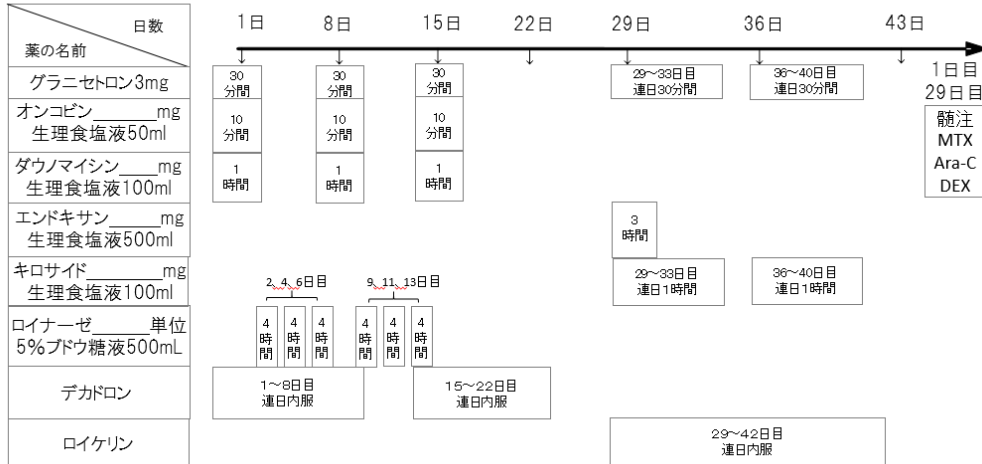 日数
薬の名前
1日
8日
15日
22日
29日
36日
43日
グラニセトロン3mg
30
分間
30
分間
30
分間
29～33日目
連日30分間
36～40日目
連日30分間
1日目
29日目
髄注
MTX
Ara-C
DEX
オンコビン______mg
生理食塩液50ml
10
分間
10
分間
10
分間
ダウノマイシン____mg
生理食塩液100ml
1
時間
1
時間
1
時間
エンドキサン______mg
生理食塩液500ml
3
時間
キロサイド_______mg
生理食塩液100ml
2、4、6日目
9、11、13日目
29～33日目
連日1時間
36～40日目
連日1時間
ロイナーゼ______単位
5%ブドウ糖液500mL
4
時
間
4
時
間
4
時
間
4
時
間
4
時
間
4
時
間
デカドロン
1～8日目
連日内服
15～22日目
連日内服
ロイケリン
29～42日目
連日内服